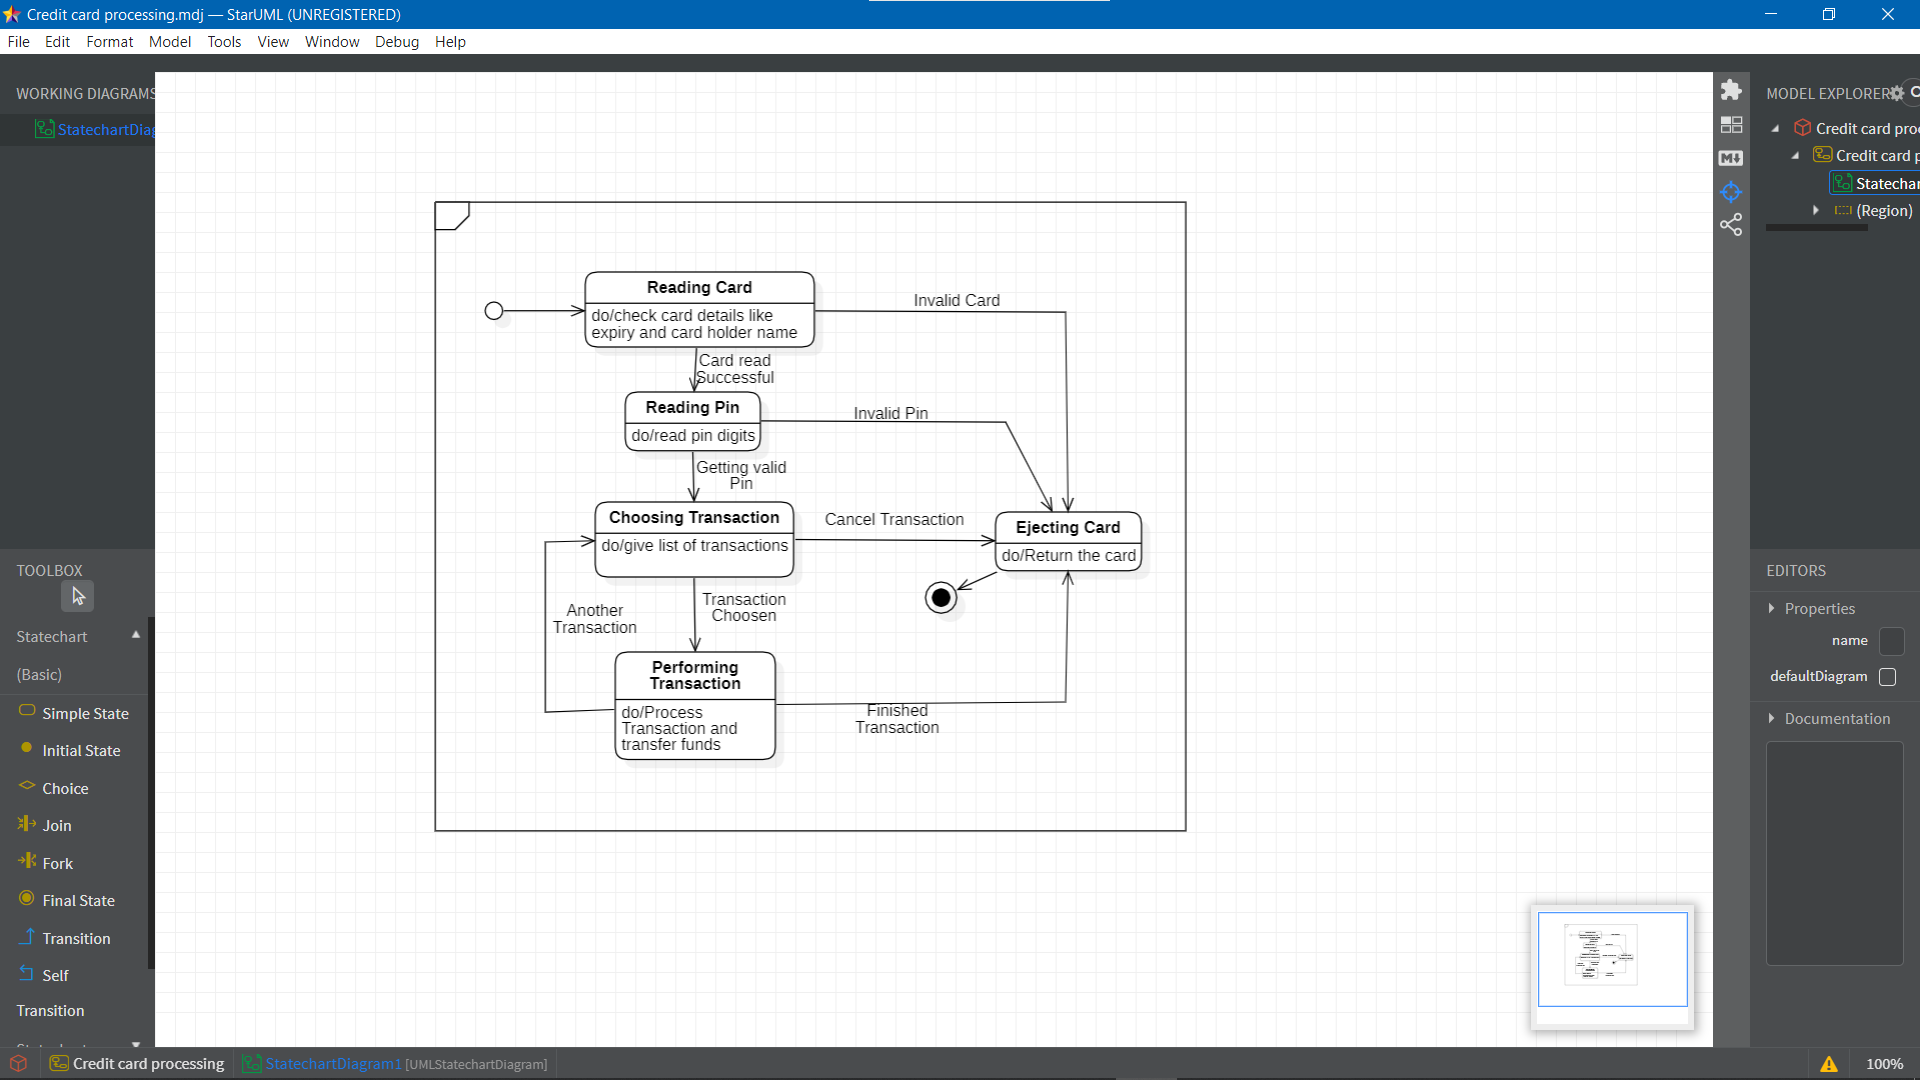 Credit card processing.mdj — StarUML (UNREGISTERED)
File Edit Format Model Tools View Window Debug Help
WORKING DIAGRAMS
StatechartDiag
TOOLBOX
Statechart
(Basic)
Simple State
Initial State
Choice
Join
Fork
Final State
Transition
Self
Transition
Reading Card
do/check card details like
expiry and card holder name
Invalid Card
Card read
Successful
Reading Pin
do/read pin digits
Invalid Pin
Getting valid
Pin
Choosing Transaction
do/give list of transactions
Cancel Transaction
Ejecting Card
do/Return the card
Another
Transaction
Transaction
Choosen
Performing
Transaction
do/Process
Transaction and
transfer funds
Finished
Transaction
MODEL EXPLORER
Credit card pro
Credit card p
Statechar
(Region)
EDITORS
Properties
name
defaultDiagram
Documentation
Credit card processing
StatechartDiagram1 [UMLStatechartDiagram]
100%